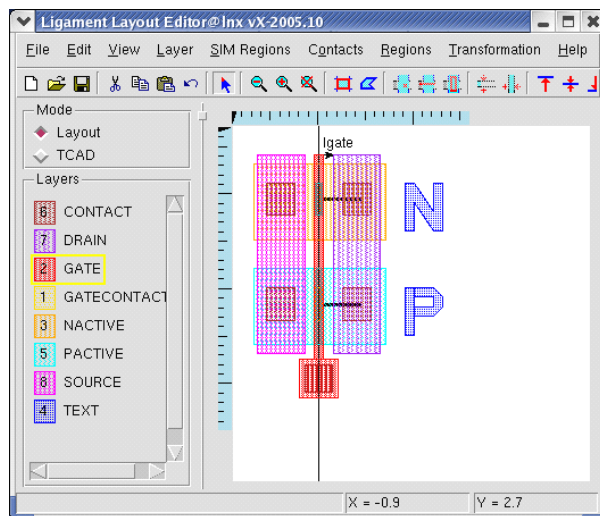 Ligament Layout Editor@lnx vX-2005.10
File Edit View Layer SIM Regions Contacts Regions Transformation Help
Mode
Layout
TCAD
Layers
6 CONTACT
7 DRAIN
2 GATE
1 GATECONTACT
3 NACTIVE
5 PACTIVE
8 SOURCE
4 TEXT
lgate
N
P
X = -0.9 Y = 2.7